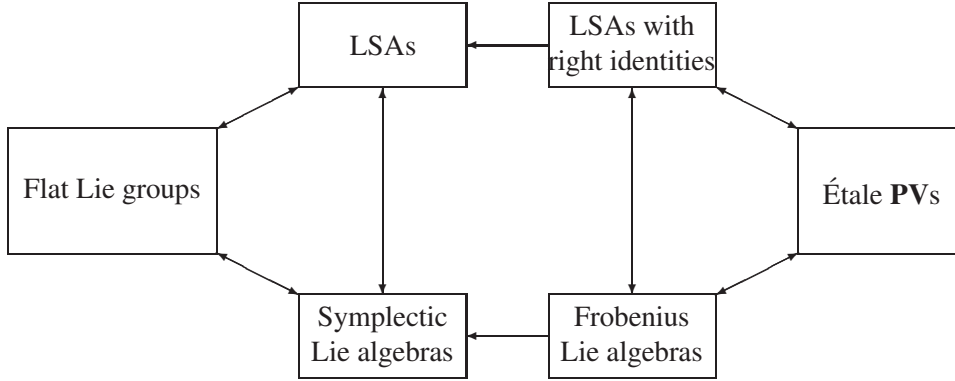 LSAs
LSAs with
right identities
Flat Lie groups
Étale PVs
Symplectic
Lie algebras
Frobenius
Lie algebras